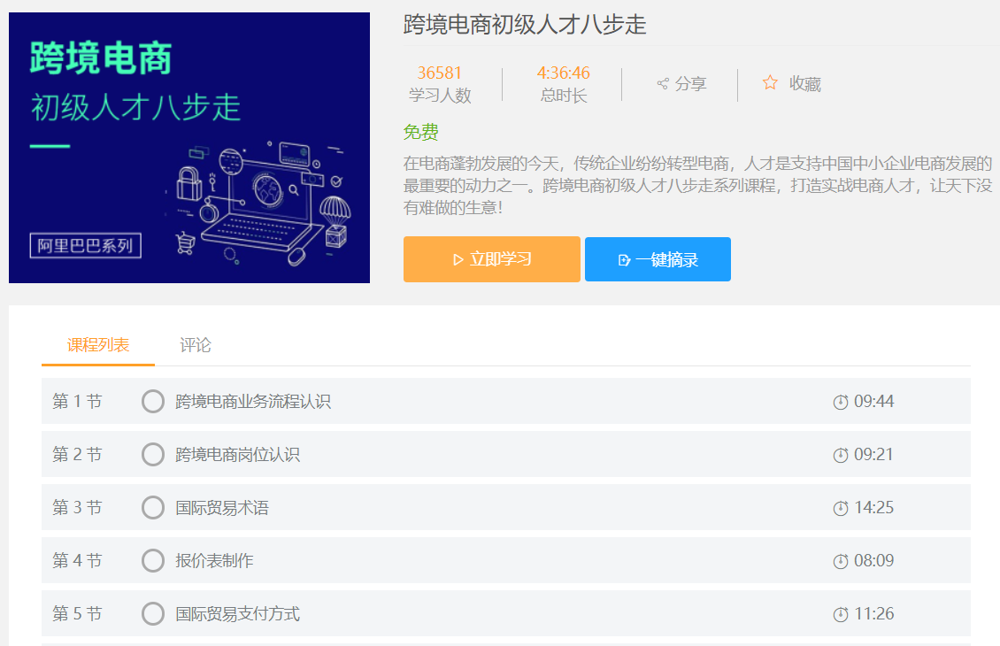 跨境电商
初级人才八步走
阿里巴巴系列
跨境电商初级人才八步走
36581
学习人数
4:36:46
总时长
分享
收藏
免费
在电商蓬勃发展的今天，传统企业纷纷转型电商，人才是支持中国中小企业电商发展的
最重要的动力之一。跨境电商初级人才八步走系列课程，打造实战电商人才，让天下没
有难做的生意！
立即学习
一键摘录
课程列表 评论
第 1 节 跨境电商业务流程认识 09:44
第 2 节 跨境电商岗位认识 09:21
第 3 节 国际贸易术语 14:25
第 4 节 报价表制作 08:09
第 5 节 国际贸易支付方式 11:26